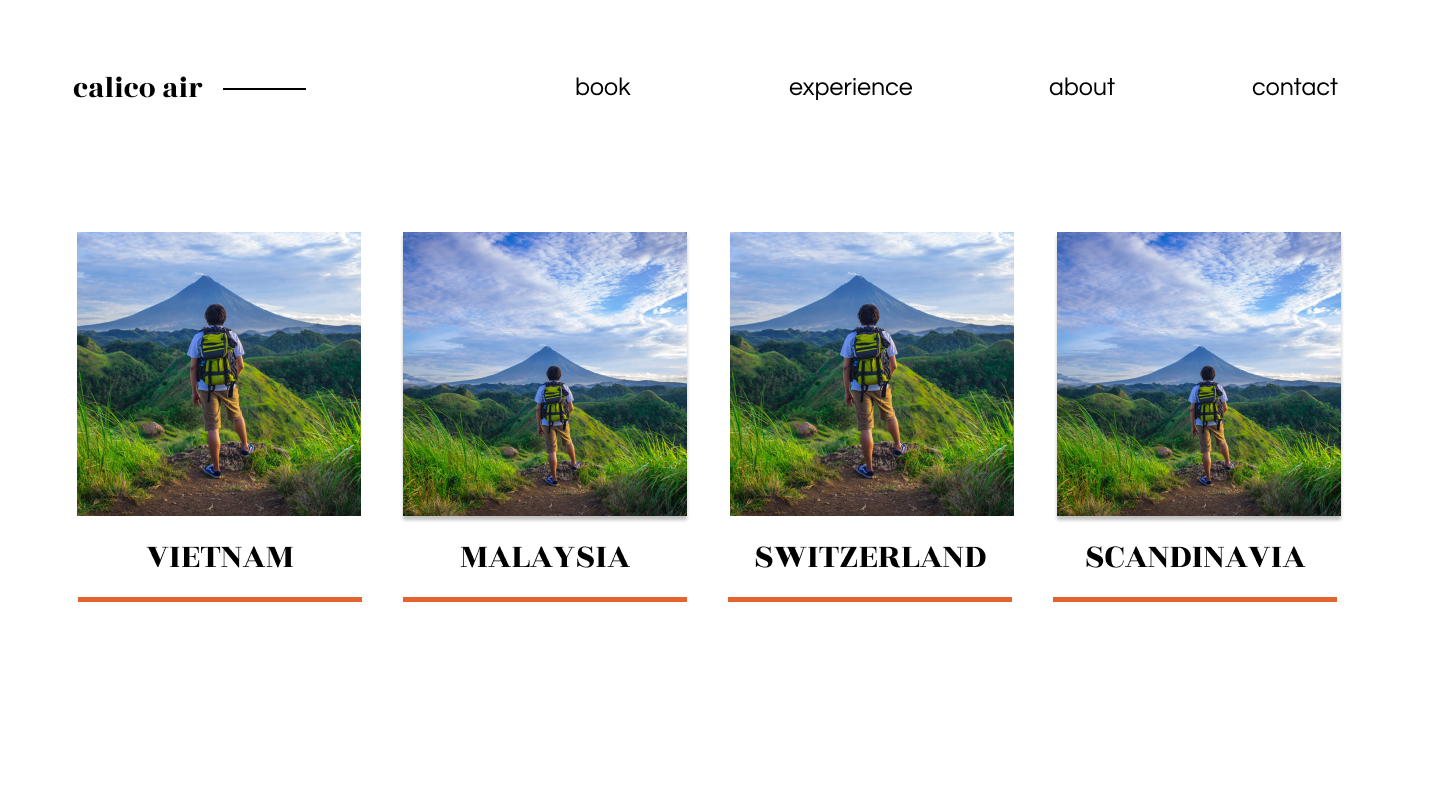 calico air
book
experience
about
contact
VIETNAM
MALAYSIA
SWITZERLAND
SCANDINAVIA